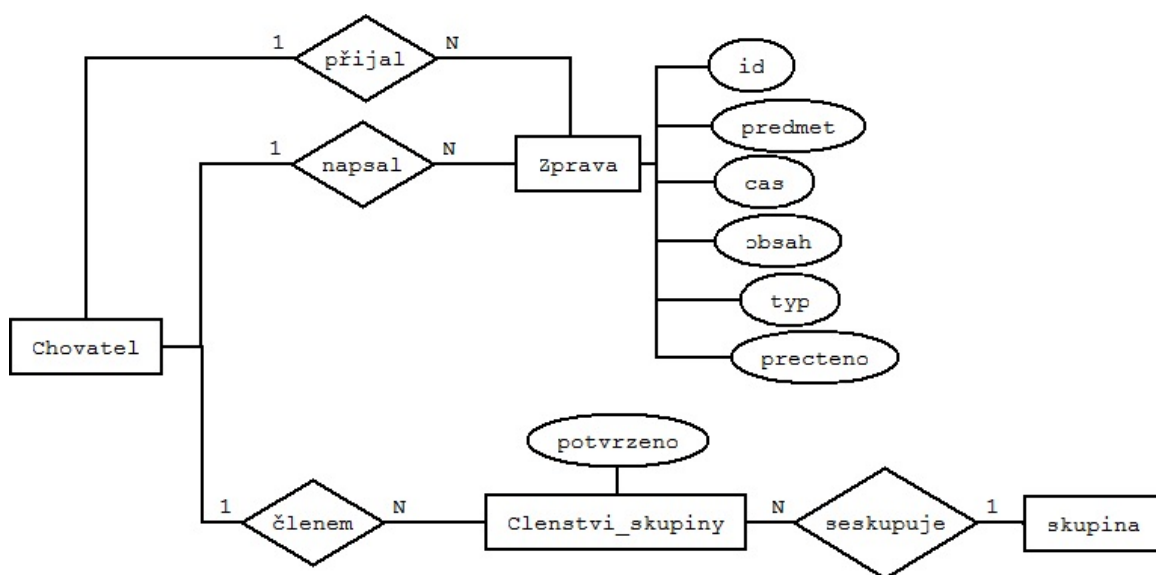 1
přijal
N
id
predmet
1
napsal
N
Zprava
cas
obsah
typ
Chovatel
precteno
potvrzeno
1
členem
N
Clenstvi_skupiny
N
seskupuje
1
skupina